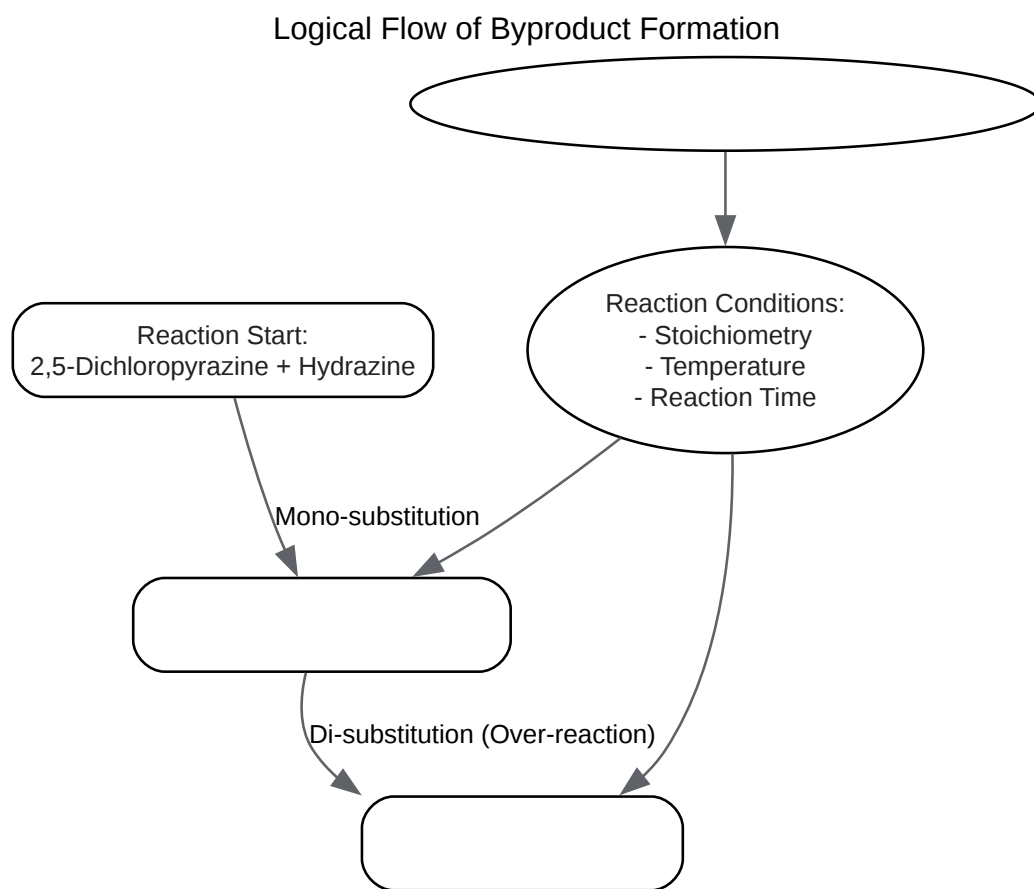 Logical Flow of Byproduct Formation
Reaction Start:
2,5-Dichloropyrazine + Hydrazine
Reaction Conditions:
- Stoichiometry
- Temperature
- Reaction Time
Mono-substitution
Di-substitution (Over-reaction)